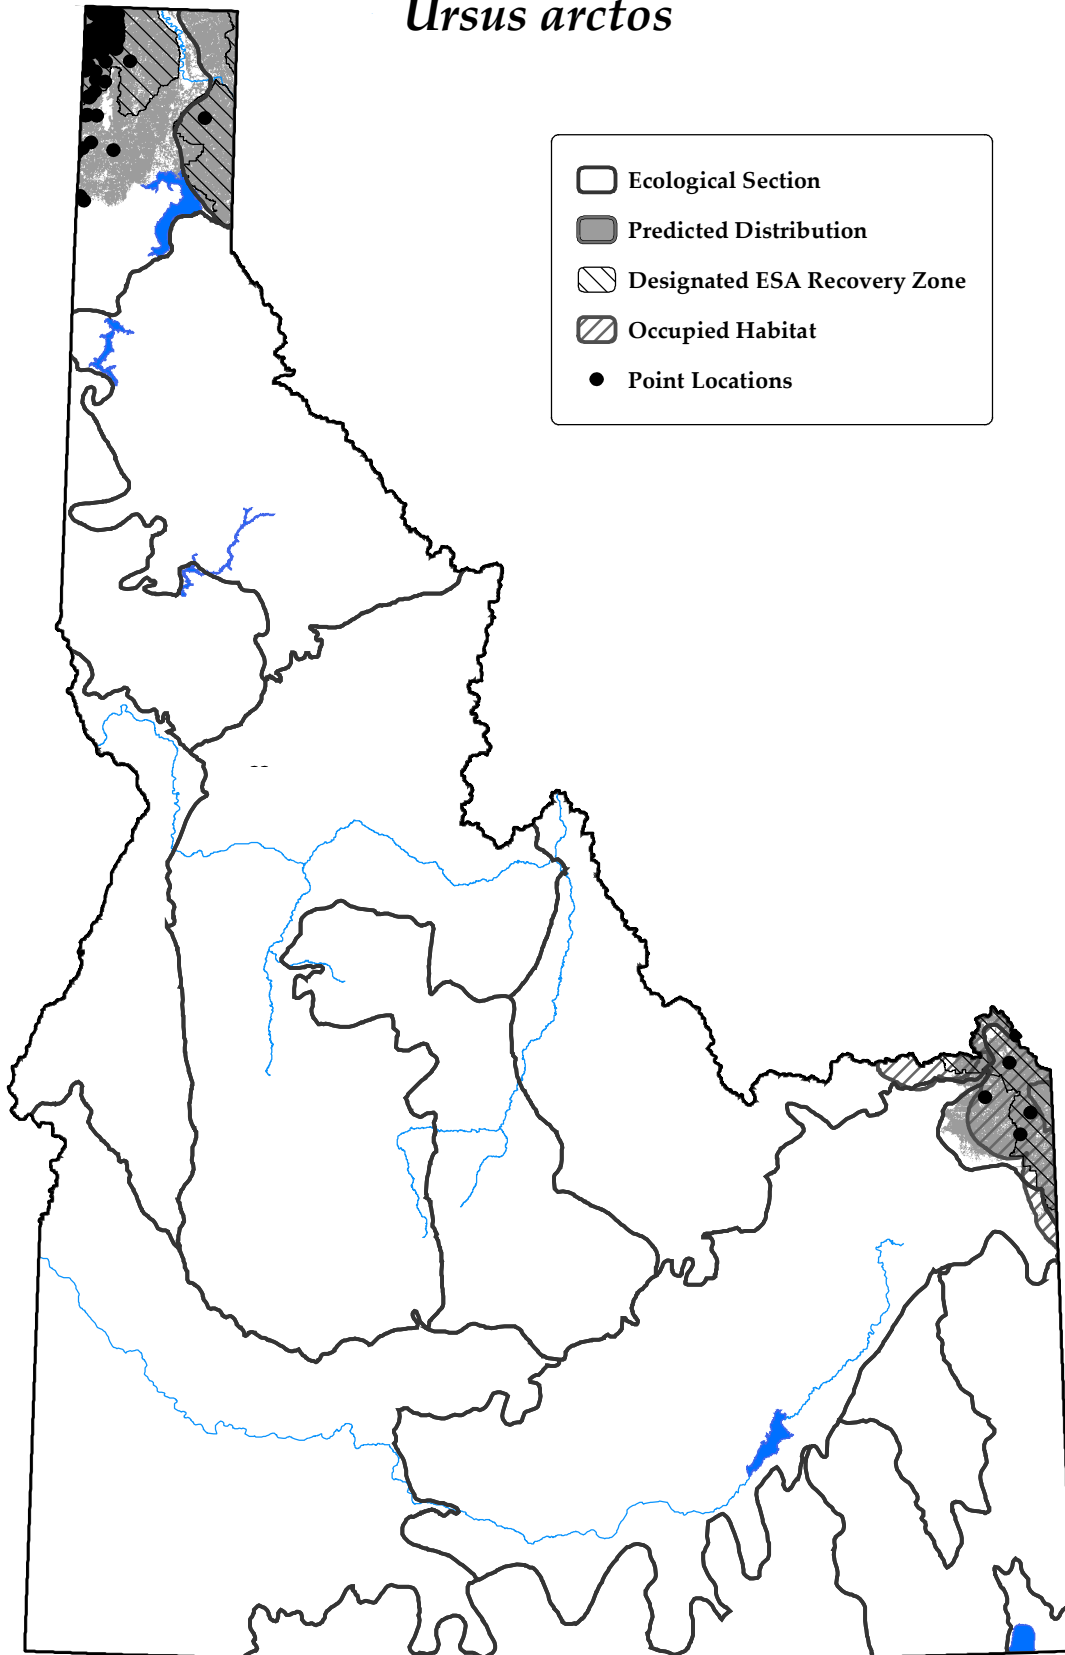 Ursus arctos
Ecological Section
Predicted Distribution
Designated ESA Recovery Zone
Occupied Habitat
Point Locations